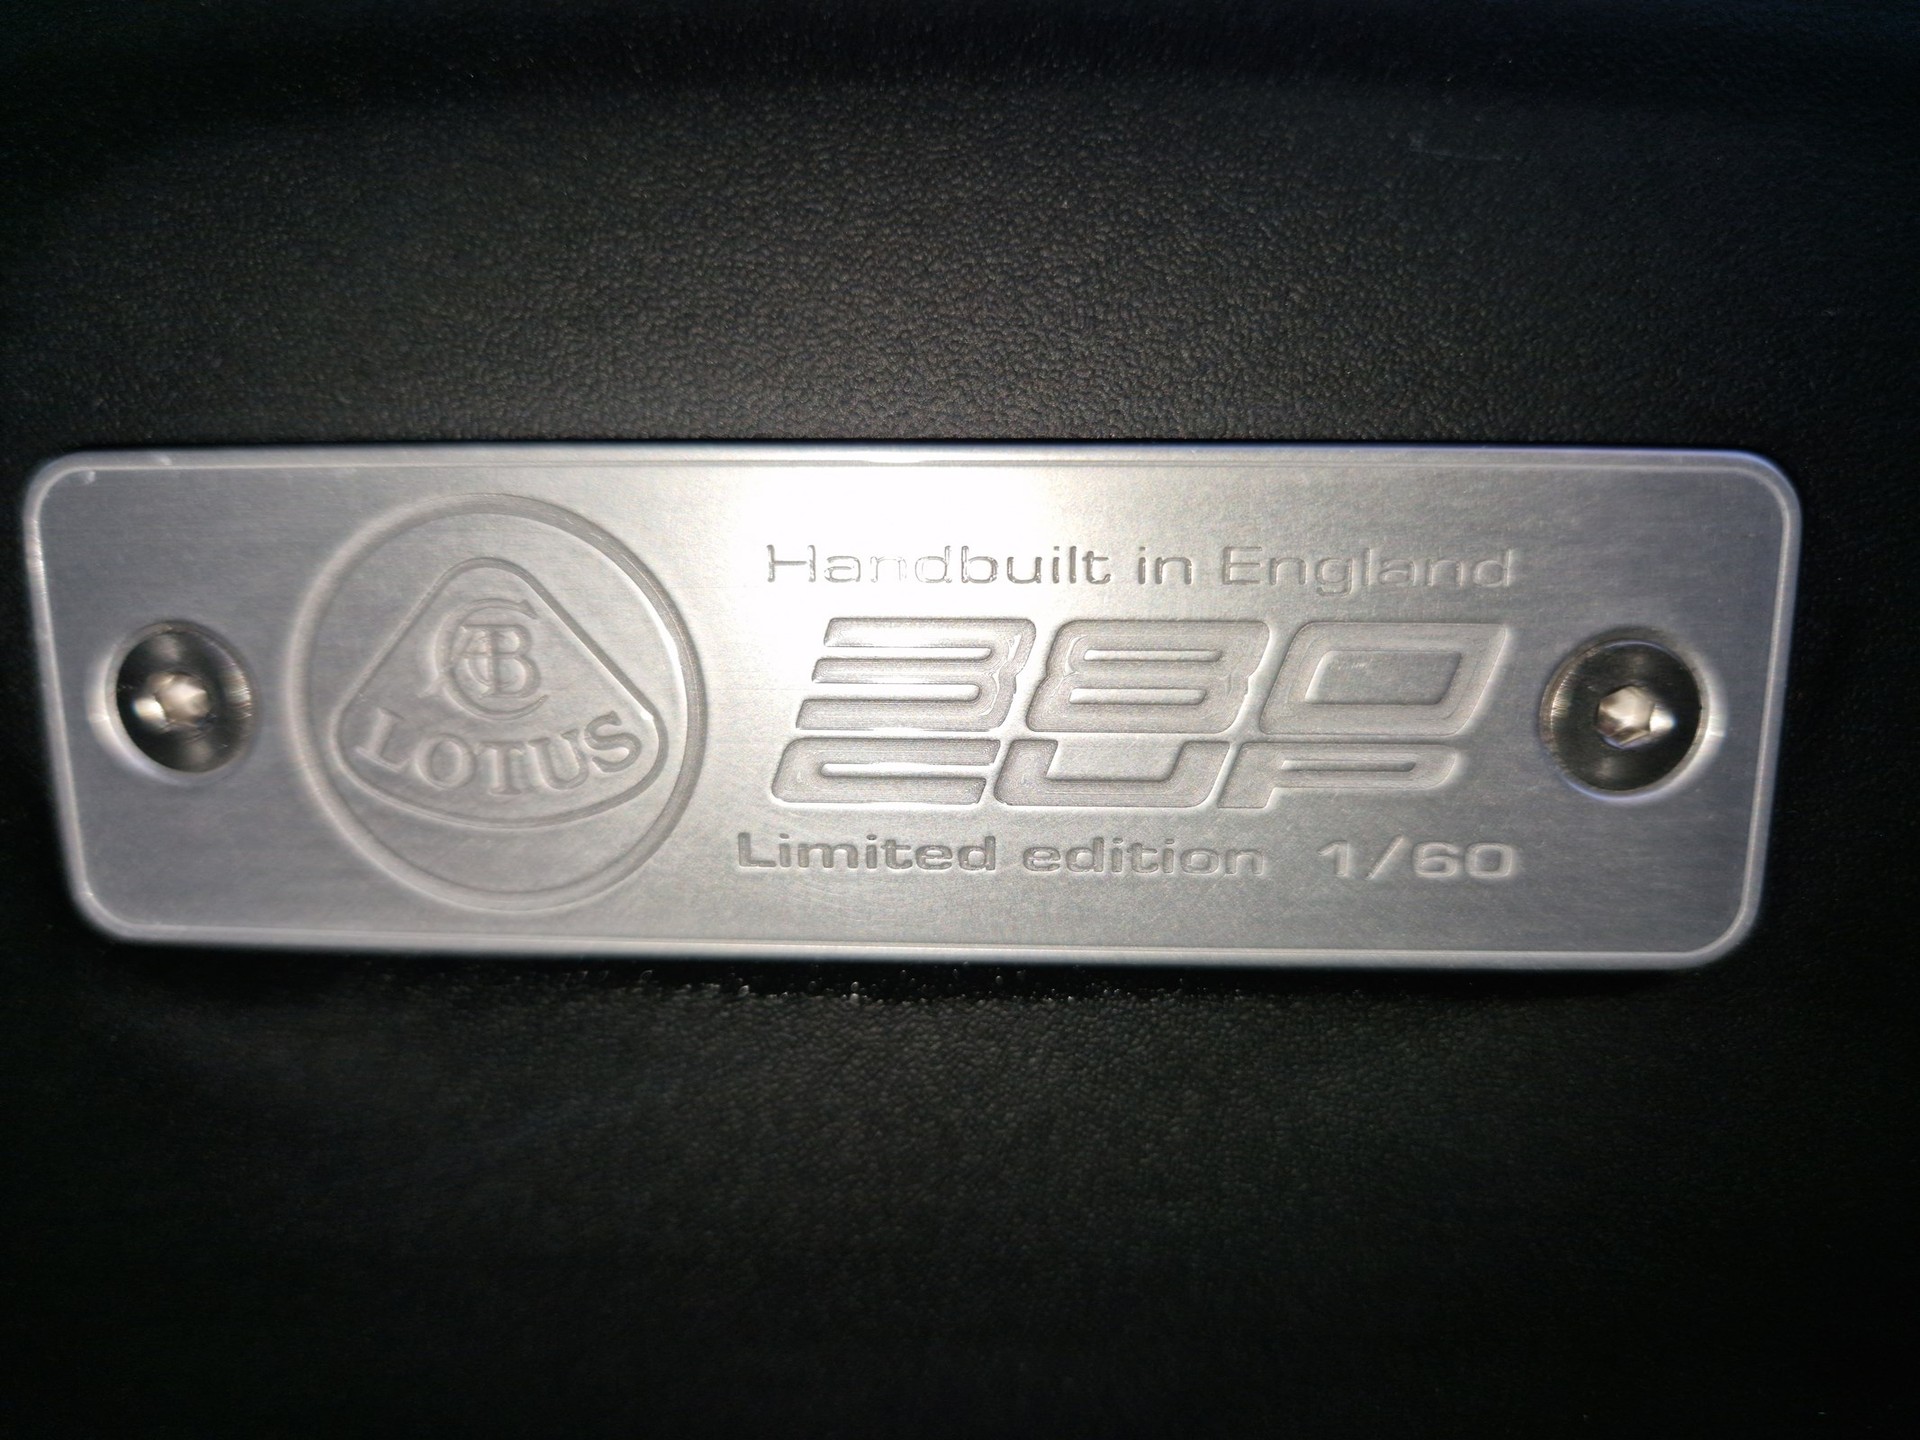 ACBC
LOTUS
Handbuilt in England
380
CUP
Limited edition 1/60